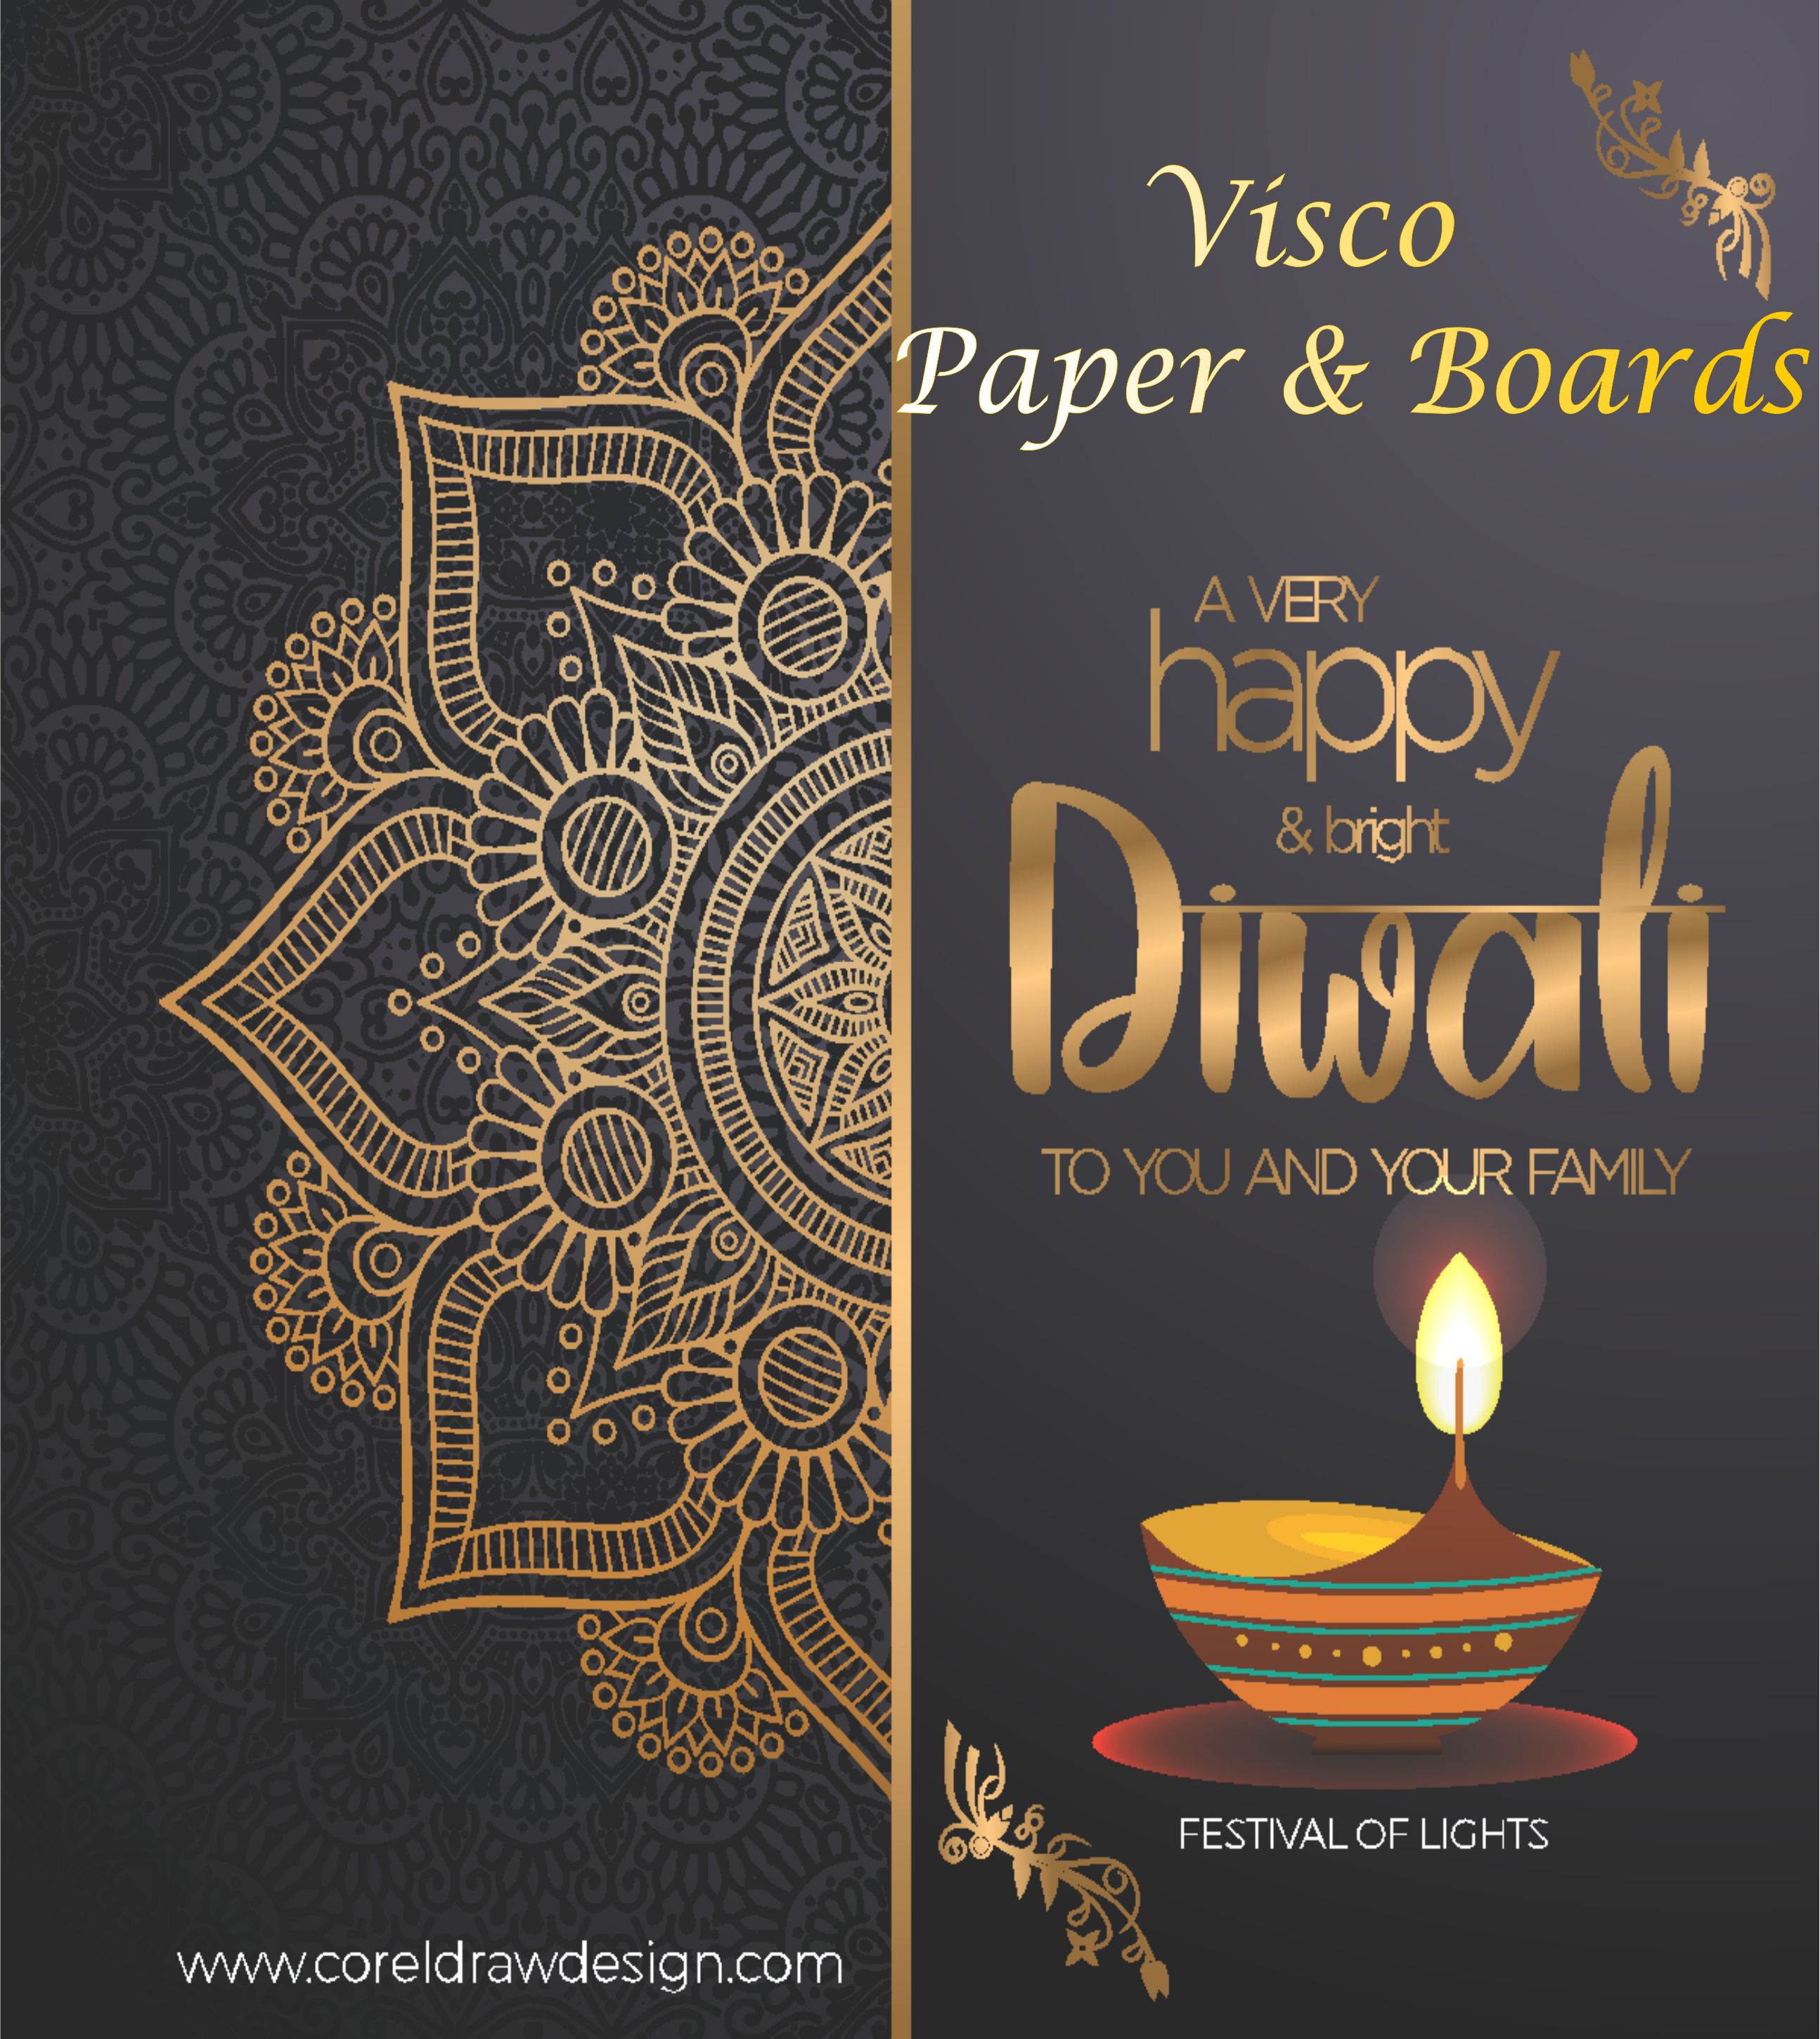 Visco
Paper & Boards
A VERY
happy
& bright
Diwali
TO YOU AND YOUR FAMILY
FESTIVAL OF LIGHTS
www.coreldrawdesign.com